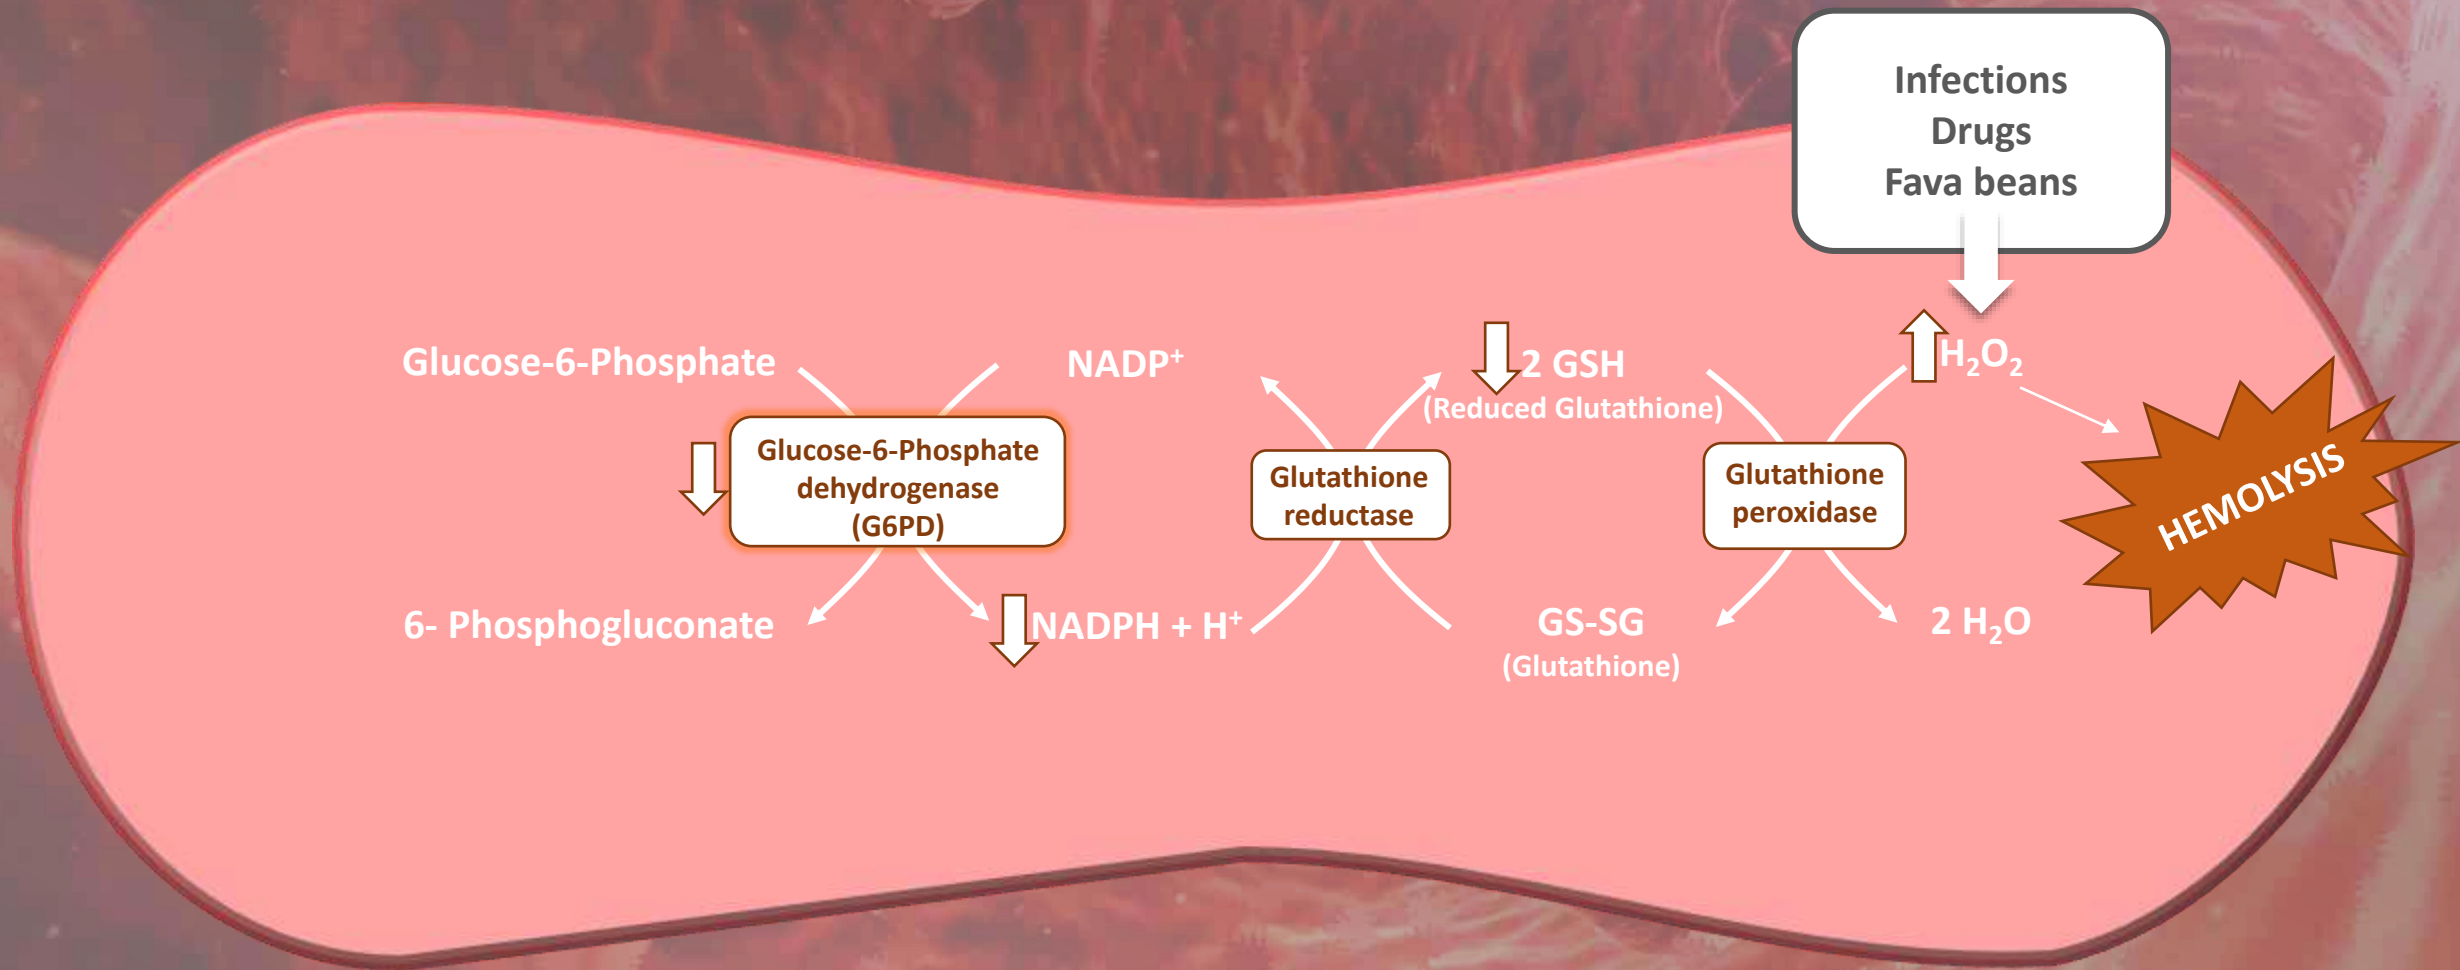 Infections
Drugs
Fava beans
Glucose-6-Phosphate
NADP⁺
2 GSH
(Reduced Glutathione)
H₂O₂
Glucose-6-Phosphate
dehydrogenase
(G6PD)
Glutathione
reductase
Glutathione
peroxidase
HEMOLYSIS
6- Phosphogluconate
NADPH + H⁺
GS-SG
(Glutathione)
2 H₂O